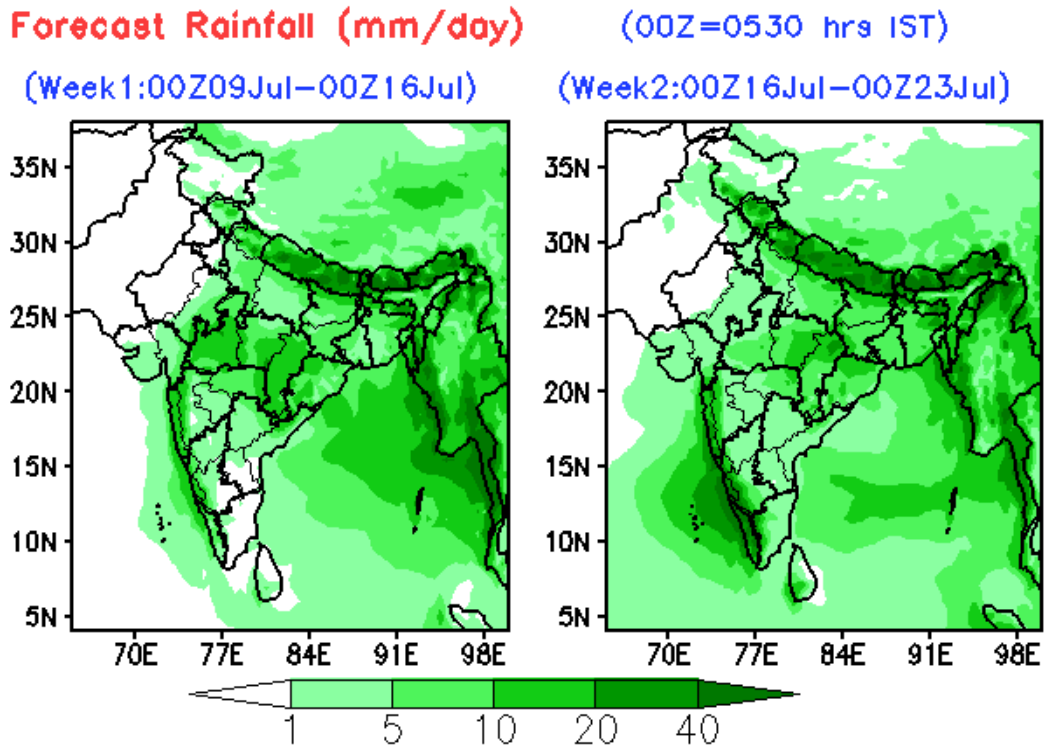 Forecast Rainfall (mm/day) (00Z=0530 hrs IST)
(Week1:00Z09Jul–00Z16Jul) (Week2:00Z16Jul–00Z23Jul)
35N 35N
30N 30N
25N 25N
20N 20N
15N 15N
10N 10N
5N 5N
70E 77E 84E 91E 98E 70E 77E 84E 91E 98E
1 5 10 20 40